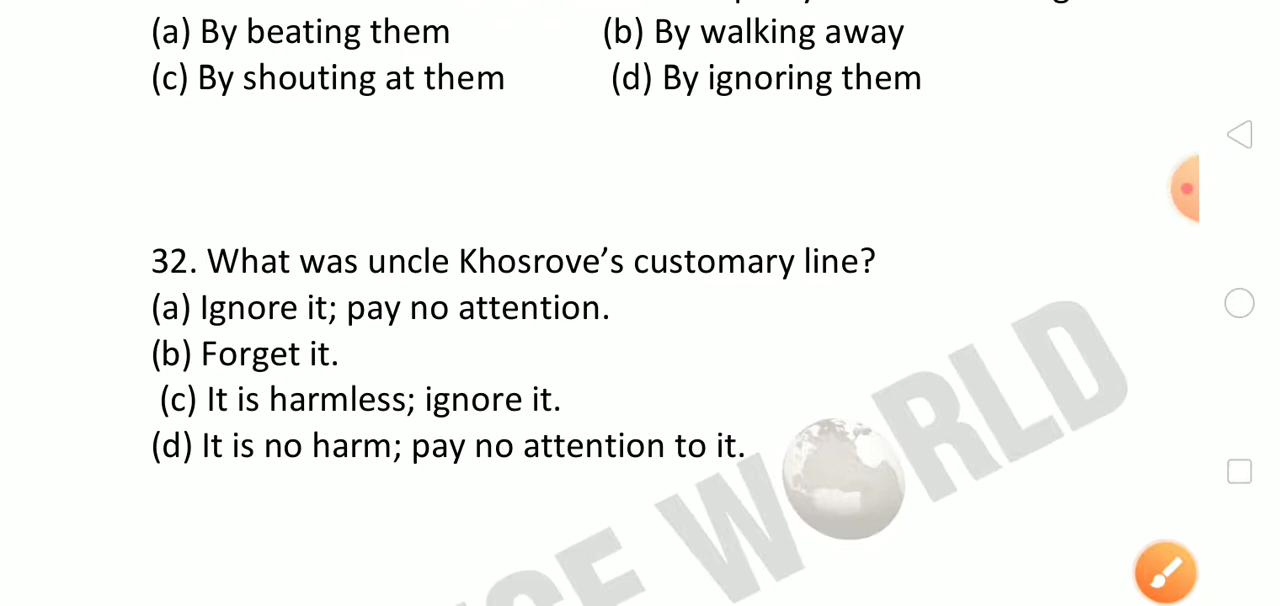 (a) By beating them (b) By walking away
(c) By shouting at them (d) By ignoring them
32. What was uncle Khosrove’s customary line?
(a) Ignore it; pay no attention.
(b) Forget it.
(c) It is harmless; ignore it.
(d) It is no harm; pay no attention to it.
WORLD